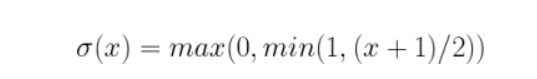 σ(x) = max(0, min(1, (x + 1)/2))